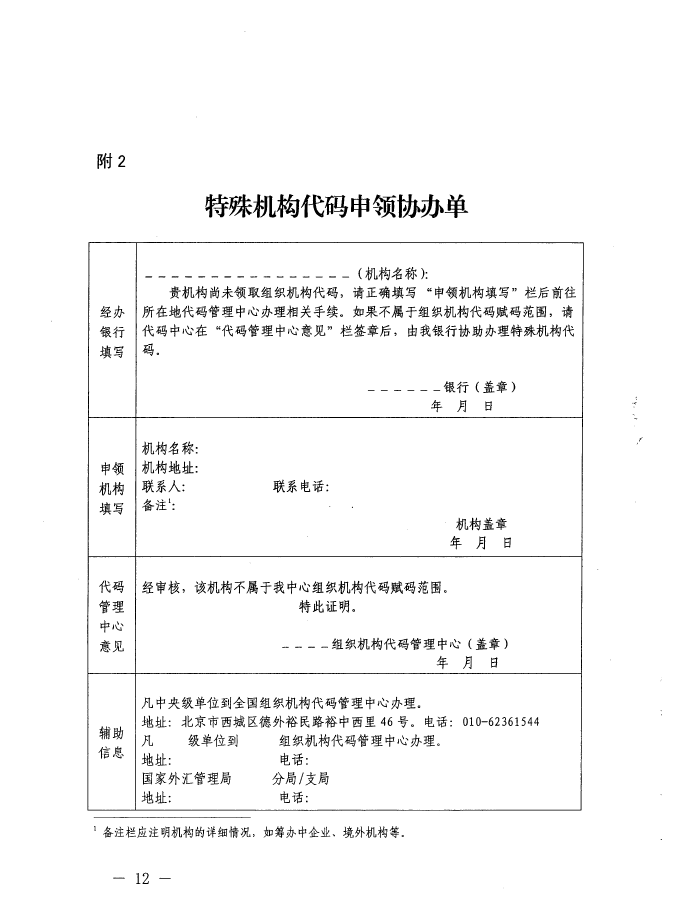 附 2
特殊机构代码申领协办单
经办
银行
填写
________________(机构名称):
贵机构尚未领取组织机构代码，请正确填写“申领机构填写”栏后前往
所在地代码管理中心办理相关手续。如果不属于组织机构代码赋码范围，请
代码中心在“代码管理中心意见”栏签章后，由我银行协助办理特殊机构代
码。
______银行(盖章)
年 月 日
申领
机构
填写
机构名称:
机构地址:
联系人: 联系电话:
备注¹:
机构盖章
年 月 日
代码
管理
中心
意见
经审核，该机构不属于我中心组织机构代码赋码范围。
特此证明。
____组织机构代码管理中心(盖章)
年 月 日
辅助
信息
凡中央级单位到全国组织机构代码管理中心办理。
地址: 北京市西城区德外裕民路裕中西里 46 号。电话: 010-62361544
凡 级单位到 组织机构代码管理中心办理。
地址: 电话:
国家外汇管理局 分局/支局
地址: 电话:
¹ 备注栏应注明机构的详细情况，如筹办中企业、境外机构等。
— 12 —